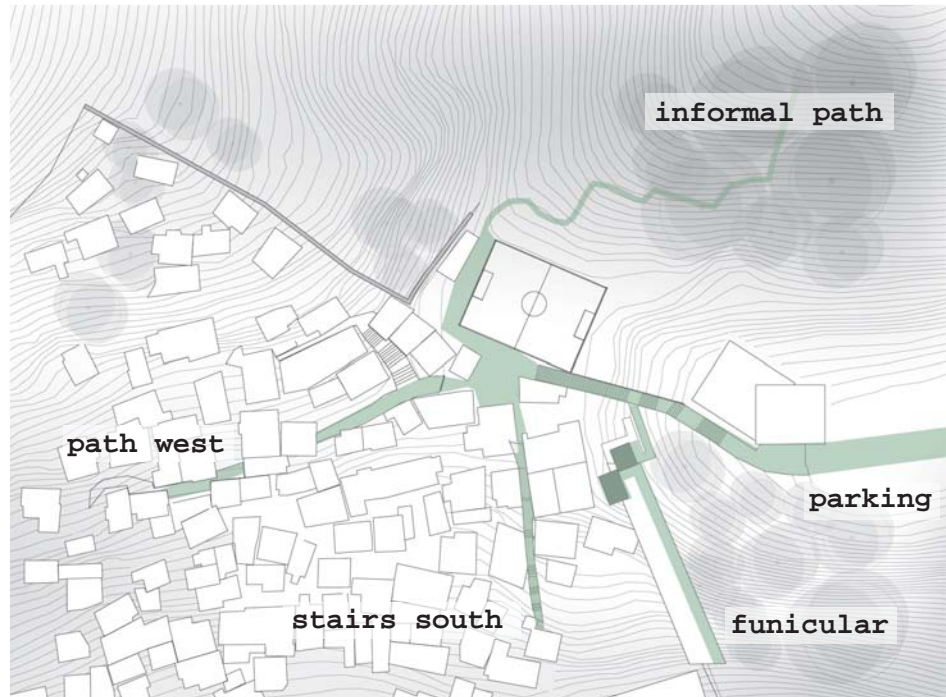 informal path
path west
parking
stairs south
funicular